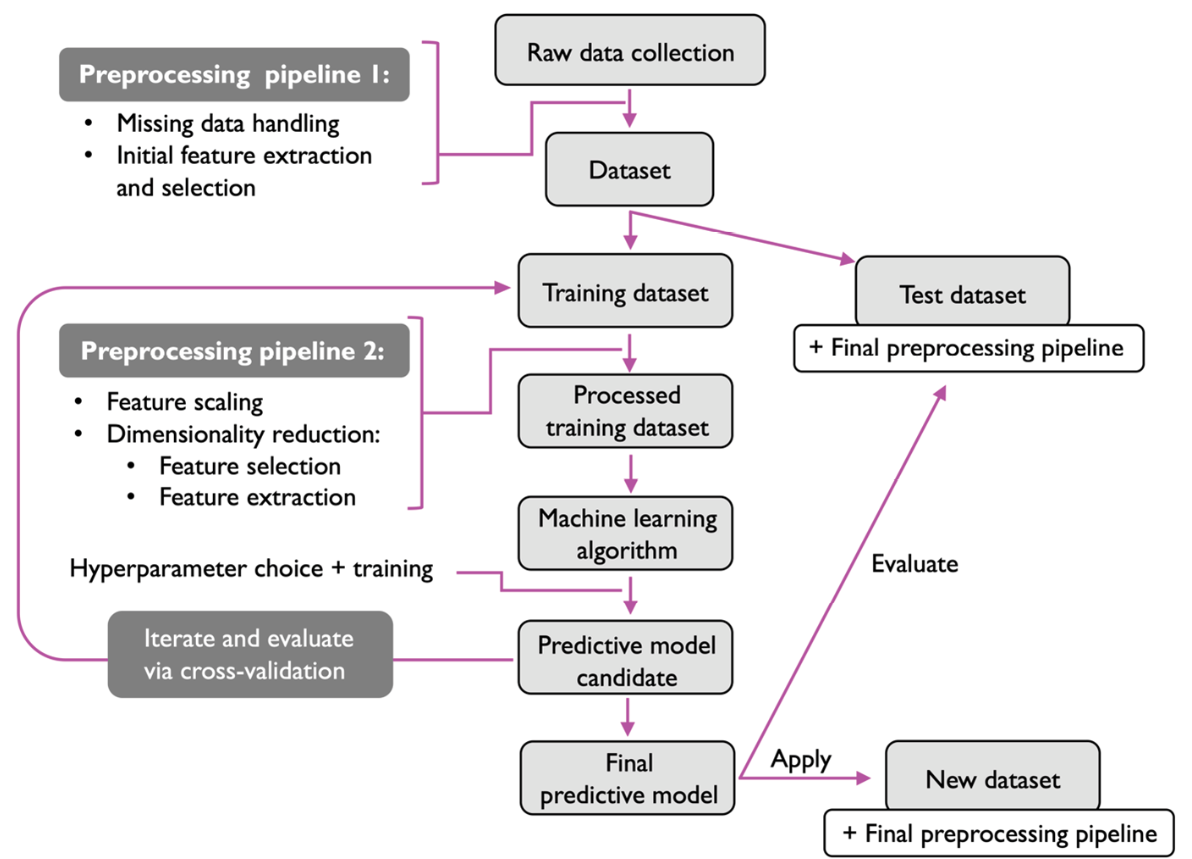 Raw data collection
Preprocessing pipeline 1:
• Missing data handling
• Initial feature extraction
and selection
Dataset
Training dataset
Test dataset
+ Final preprocessing pipeline
Preprocessing pipeline 2:
• Feature scaling
• Dimensionality reduction:
• Feature selection
• Feature extraction
Processed
training dataset
Machine learning
algorithm
Evaluate
Hyperparameter choice + training
Iterate and evaluate
via cross-validation
Predictive model
candidate
Final
predictive model
Apply
New dataset
+ Final preprocessing pipeline